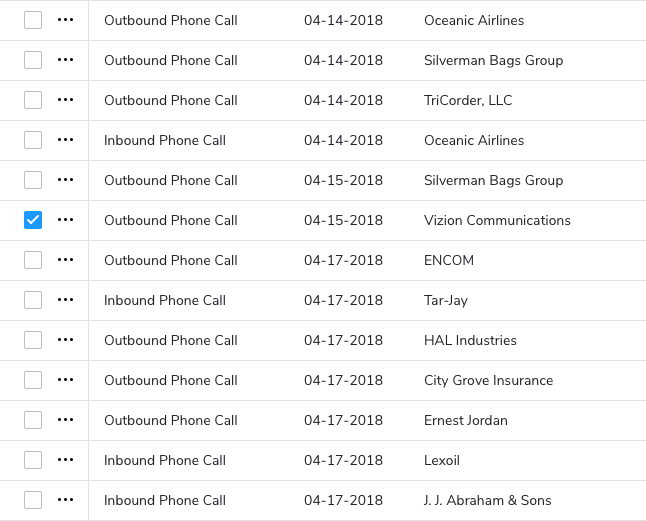 Outbound Phone Call 04-14-2018 Oceanic Airlines
Outbound Phone Call 04-14-2018 Silverman Bags Group
Outbound Phone Call 04-14-2018 TriCorder, LLC
Inbound Phone Call 04-14-2018 Oceanic Airlines
Outbound Phone Call 04-15-2018 Silverman Bags Group
Outbound Phone Call 04-15-2018 Vizion Communications
Outbound Phone Call 04-17-2018 ENCOM
Inbound Phone Call 04-17-2018 Tar-Jay
Outbound Phone Call 04-17-2018 HAL Industries
Outbound Phone Call 04-17-2018 City Grove Insurance
Outbound Phone Call 04-17-2018 Ernest Jordan
Inbound Phone Call 04-17-2018 Lexoil
Inbound Phone Call 04-17-2018 J. J. Abraham & Sons